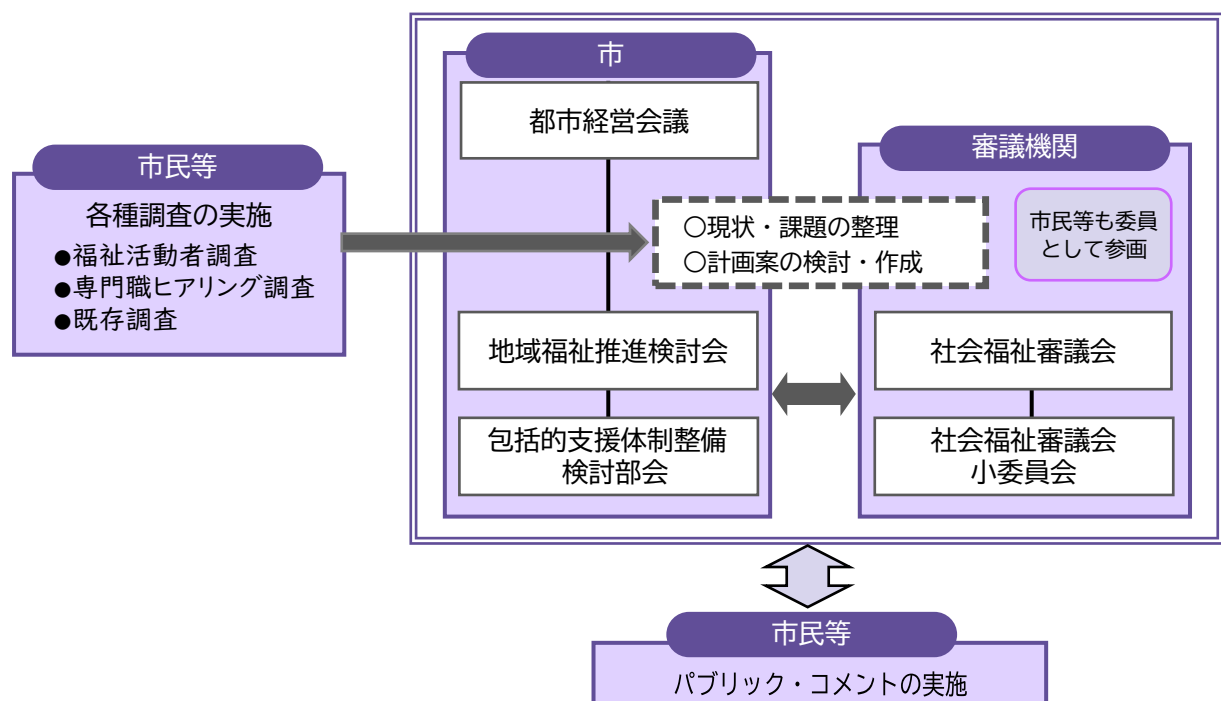 市民等
各種調査の実施
●福祉活動者調査
●専門職ヒアリング調査
●既存調査
市
都市経営会議
○現状・課題の整理
○計画案の検討・作成
地域福祉推進検討会
包括的支援体制整備
検討部会
審議機関
市民等も委員
として参画
社会福祉審議会
社会福祉審議会
小委員会
市民等
パブリック・コメントの実施